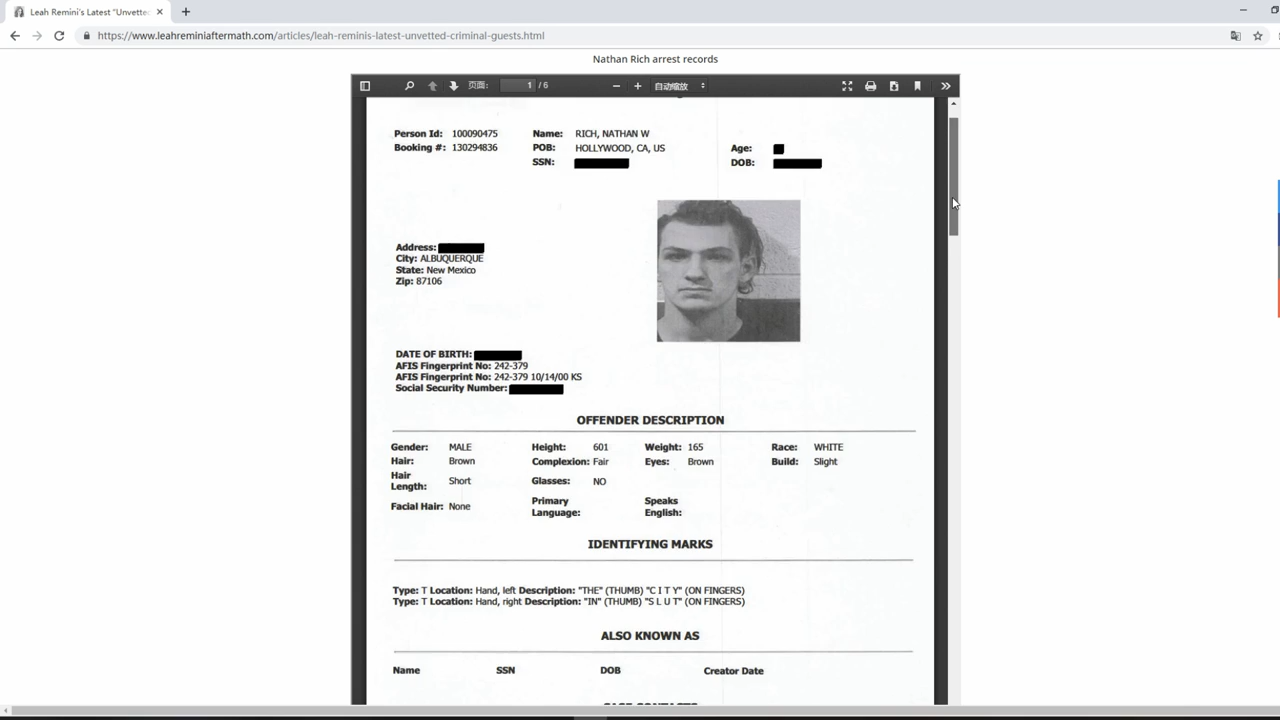 Leah Remini's Latest "Unvette
https://www.leahreminiaftermath.com/articles/leah-reminis-latest-unvetted-criminal-guests.html
Nathan Rich arrest records
页面: 1 / 6 自动缩放
Person Id: 100090475 Name: RICH, NATHAN W
Booking #: 130294836 POB: HOLLYWOOD, CA, US Age:
SSN: DOB:
Address:
City: ALBUQUERQUE
State: New Mexico
Zip: 87106
DATE OF BIRTH:
AFIS Fingerprint No: 242-379
AFIS Fingerprint No: 242-379 10/14/00 KS
Social Security Number:
OFFENDER DESCRIPTION
Gender: MALE Height: 601 Weight: 165 Race: WHITE
Hair: Brown Complexion: Fair Eyes: Brown Build: Slight
Hair Length: Short Glasses: NO
Facial Hair: None Primary Language: Speaks English:
IDENTIFYING MARKS
Type: T Location: Hand, left Description: "THE" (THUMB) "C I T Y" (ON FINGERS)
Type: T Location: Hand, right Description: "IN" (THUMB) "S L U T" (ON FINGERS)
ALSO KNOWN AS
Name SSN DOB Creator Date